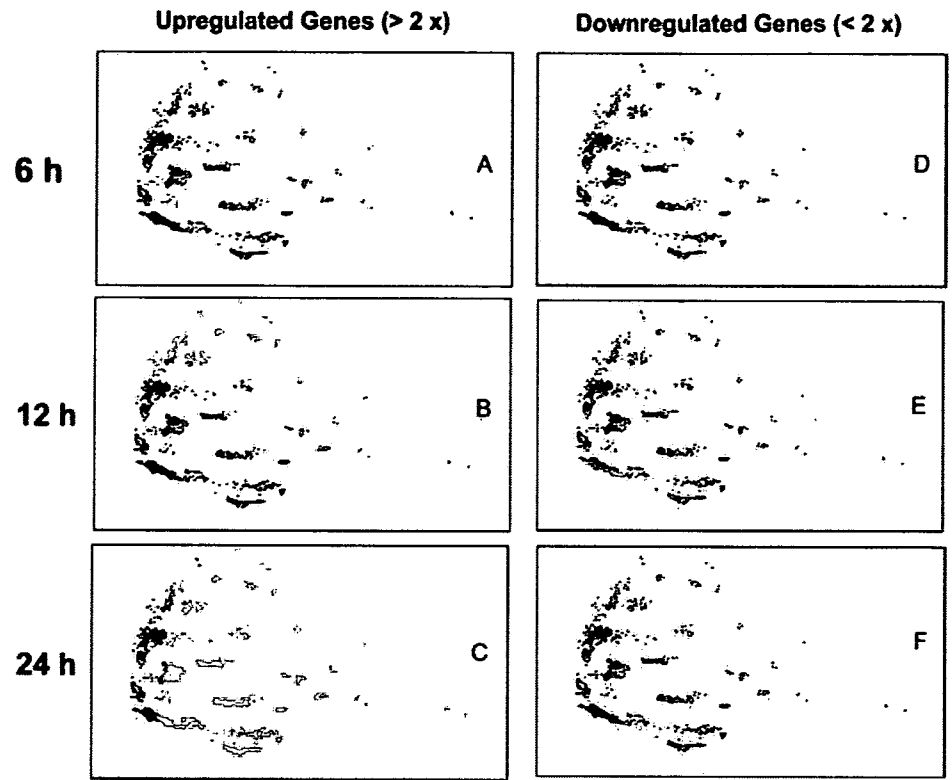 Upregulated Genes (> 2 x) Downregulated Genes (< 2 x)
6 h A D
12 h B E
24 h C F